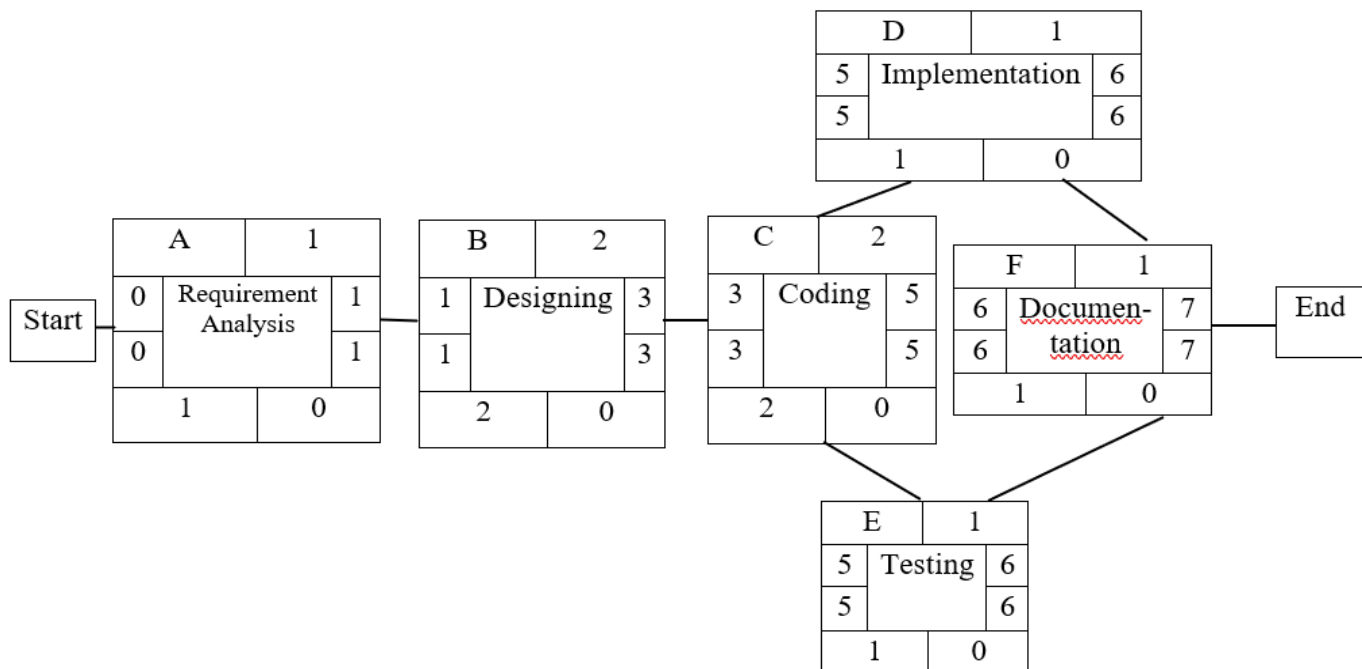 D 1
5 Implementation 6
5 6
1 0
A 1
0 Requirement 1
Analysis
0 1
1 0
B 2
1 Designing 3
1 3
2 0
C 2
3 Coding 5
3 5
2 0
F 1
6 Documen- 7
6 tation 7
1 0
Start
End
E 1
5 Testing 6
5 6
1 0